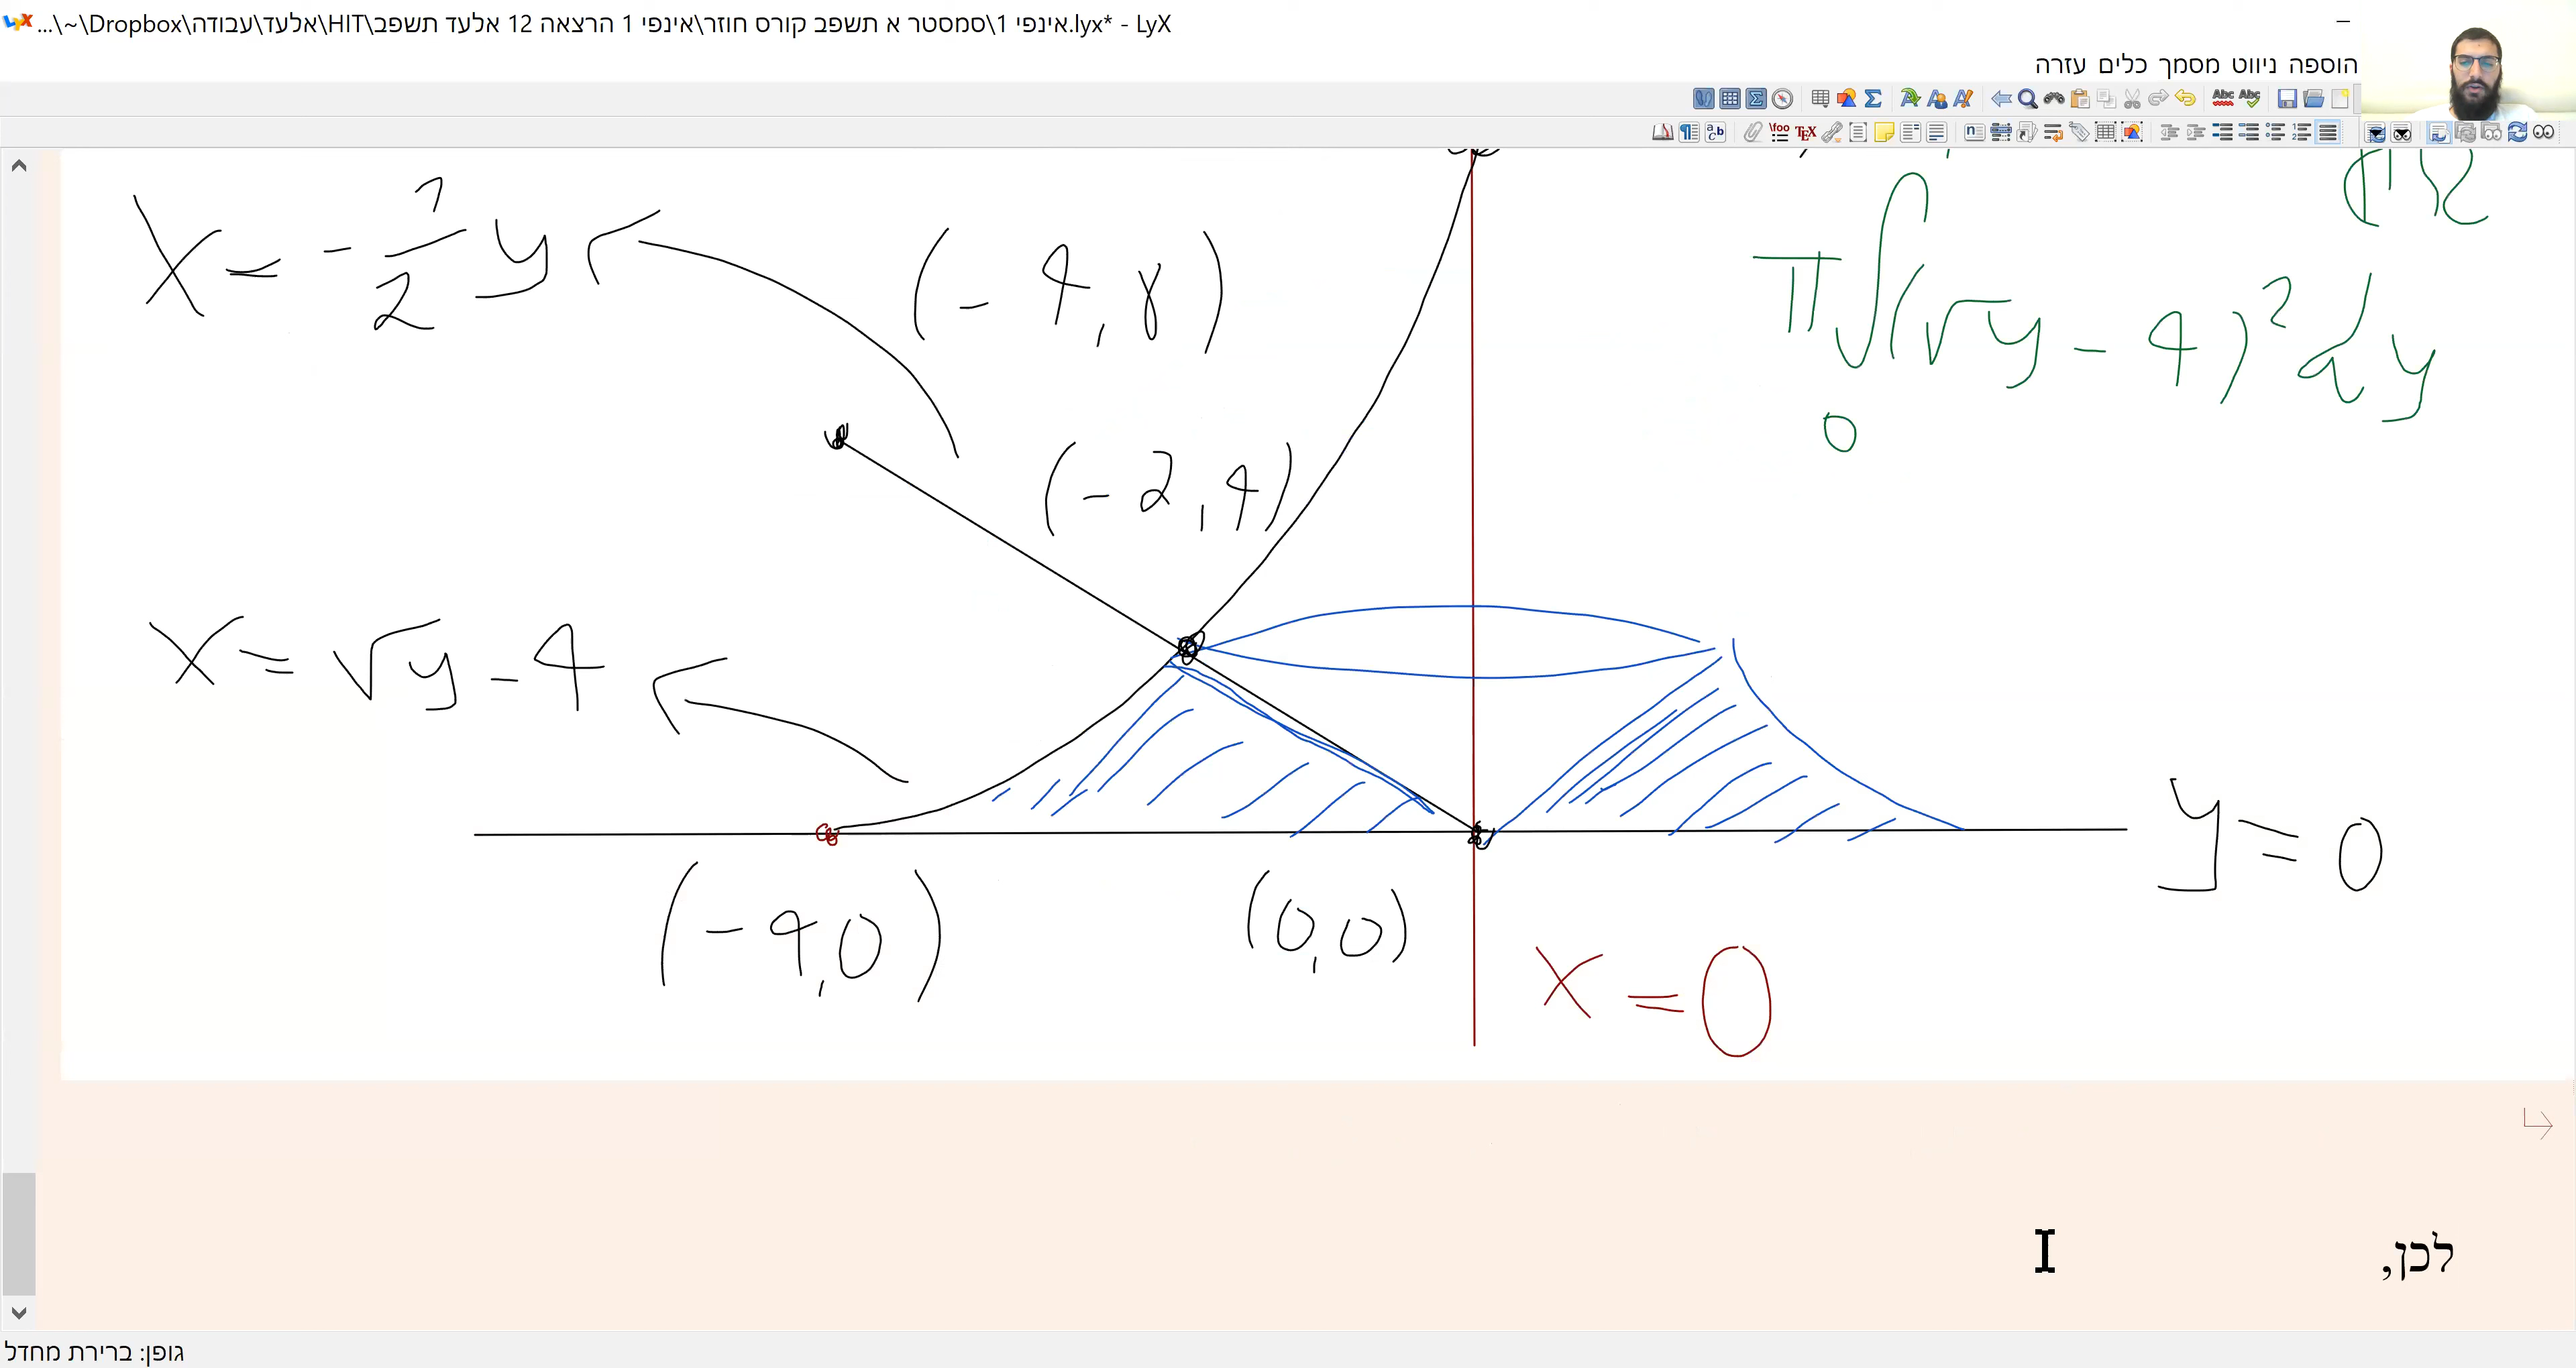 ...\~\Dropbox\אינפי 1\סמסטר א תשפב קורס חוזר\אינפי 1 הרצאה 12 אלעד תשפב\HIT\אלעד\עבודה.lyx* - LyX
הוספה ניווט מסמך כלים עזרה
x = -1/2 y
(-4,8)
π∫(√y - 4)² dy
0
(-2,4)
x = √y - 4
y = 0
(-4,0)
(0,0)
x = 0
לכן,
גופן: ברירת מחדל